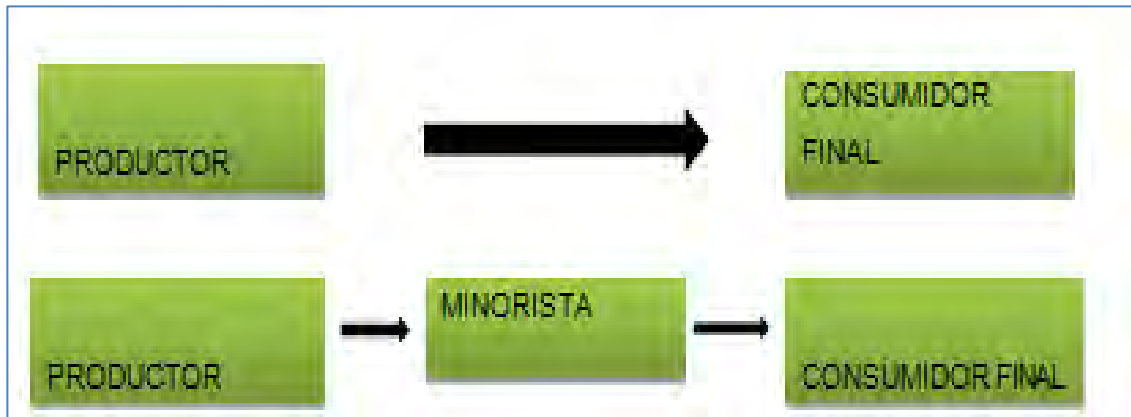 PRODUCTOR
CONSUMIDOR
FINAL
PRODUCTOR
MINORISTA
CONSUMIDOR FINAL